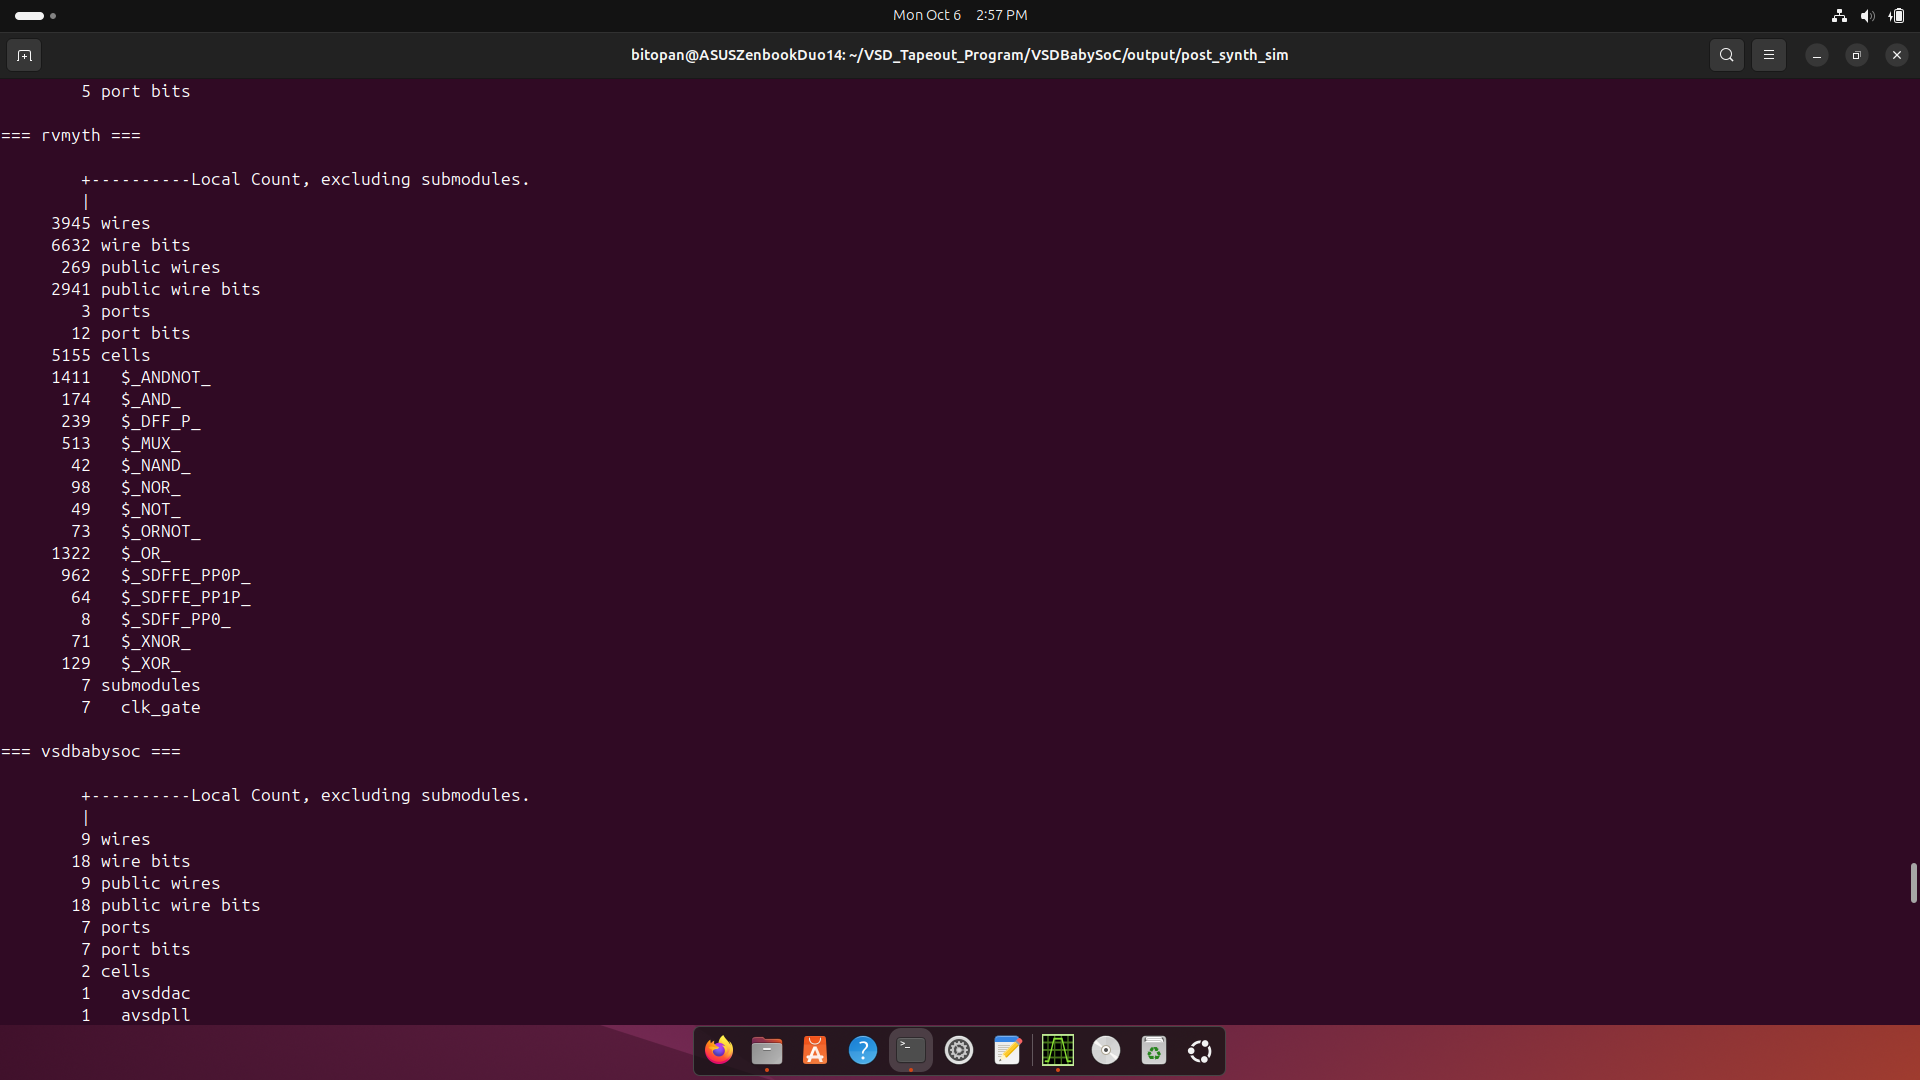 Mon Oct 6 2:57 PM
bitopan@ASUSZenbookDuo14: ~/VSD_Tapeout_Program/VSDBabySoC/output/post_synth_sim
5 port bits
=== rvmyth ===
+----------Local Count, excluding submodules.
|
3945 wires
6632 wire bits
269 public wires
2941 public wire bits
3 ports
12 port bits
5155 cells
1411   $_ANDNOT_
174   $_AND_
239   $_DFF_P_
513   $_MUX_
42   $_NAND_
98   $_NOR_
49   $_NOT_
73   $_ORNOT_
1322   $_OR_
962   $_SDFFE_PP0P_
64   $_SDFFE_PP1P_
8   $_SDFF_PP0_
71   $_XNOR_
129   $_XOR_
7 submodules
7   clk_gate
=== vsdbabysoc ===
+----------Local Count, excluding submodules.
|
9 wires
18 wire bits
9 public wires
18 public wire bits
7 ports
7 port bits
2 cells
1   avsddac
1   avsdpll